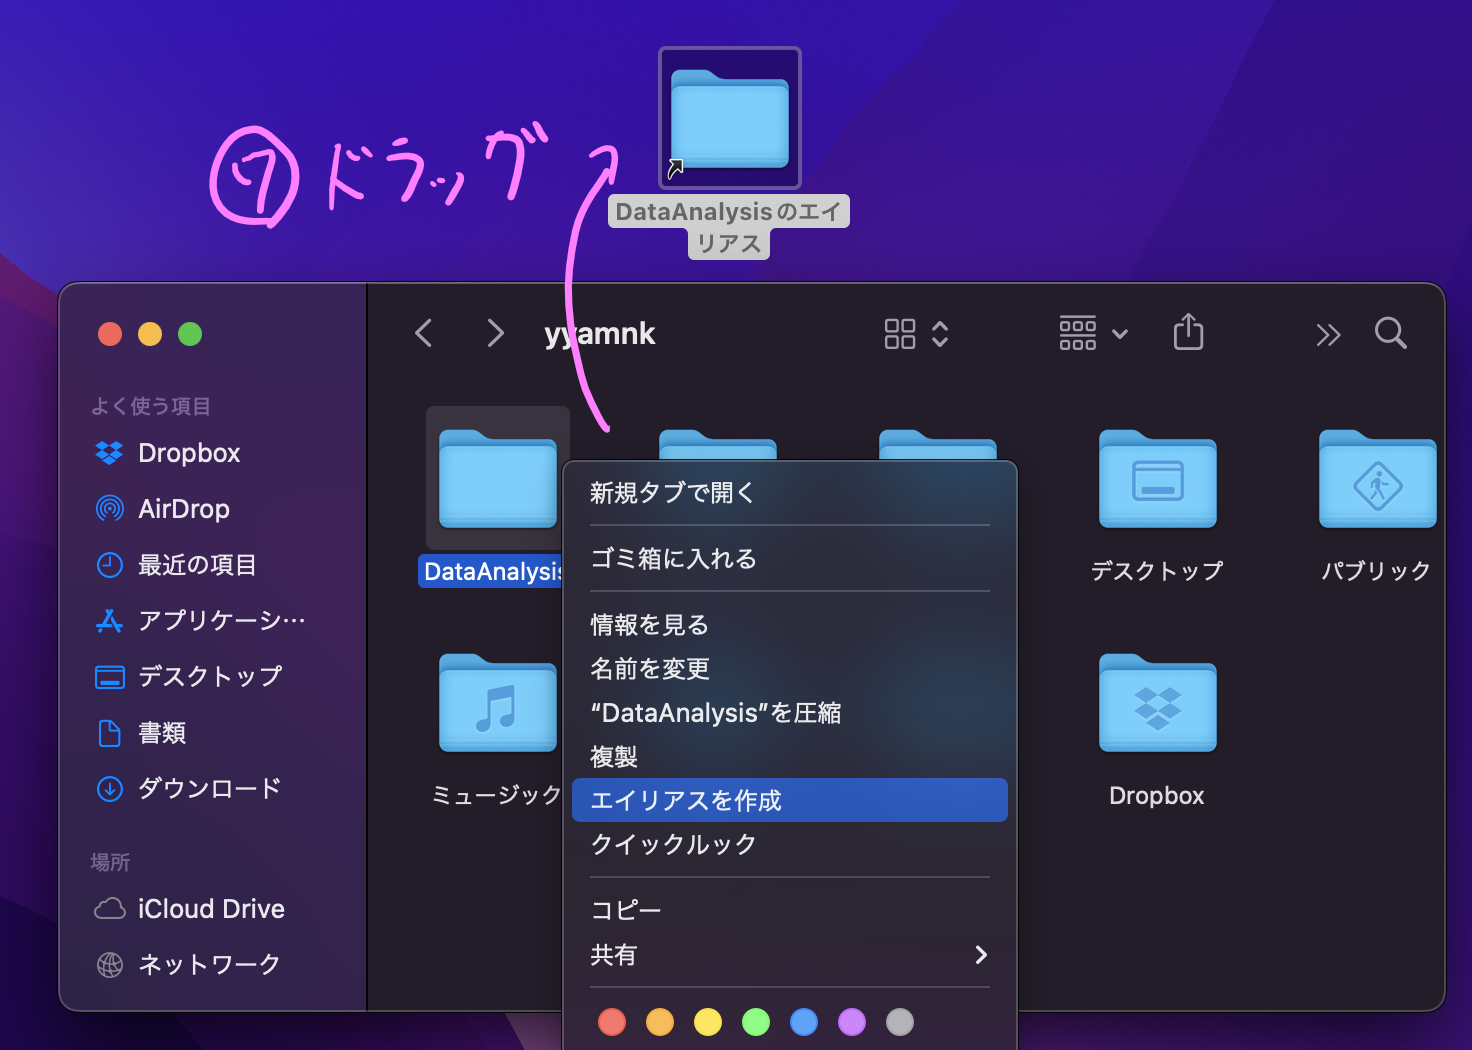 ⑦ドラッグ
DataAnalysisのエイ
リアス
yyamnk
よく使う項目
Dropbox
AirDrop
最近の項目
アプリケーシ…
デスクトップ
書類
ダウンロード
場所
iCloud Drive
ネットワーク
DataAnalysis
デスクトップ
パブリック
ミュージック
Dropbox
新規タブで開く
ゴミ箱に入れる
情報を見る
名前を変更
“DataAnalysis”を圧縮
複製
エイリアスを作成
クイックルック
コピー
共有